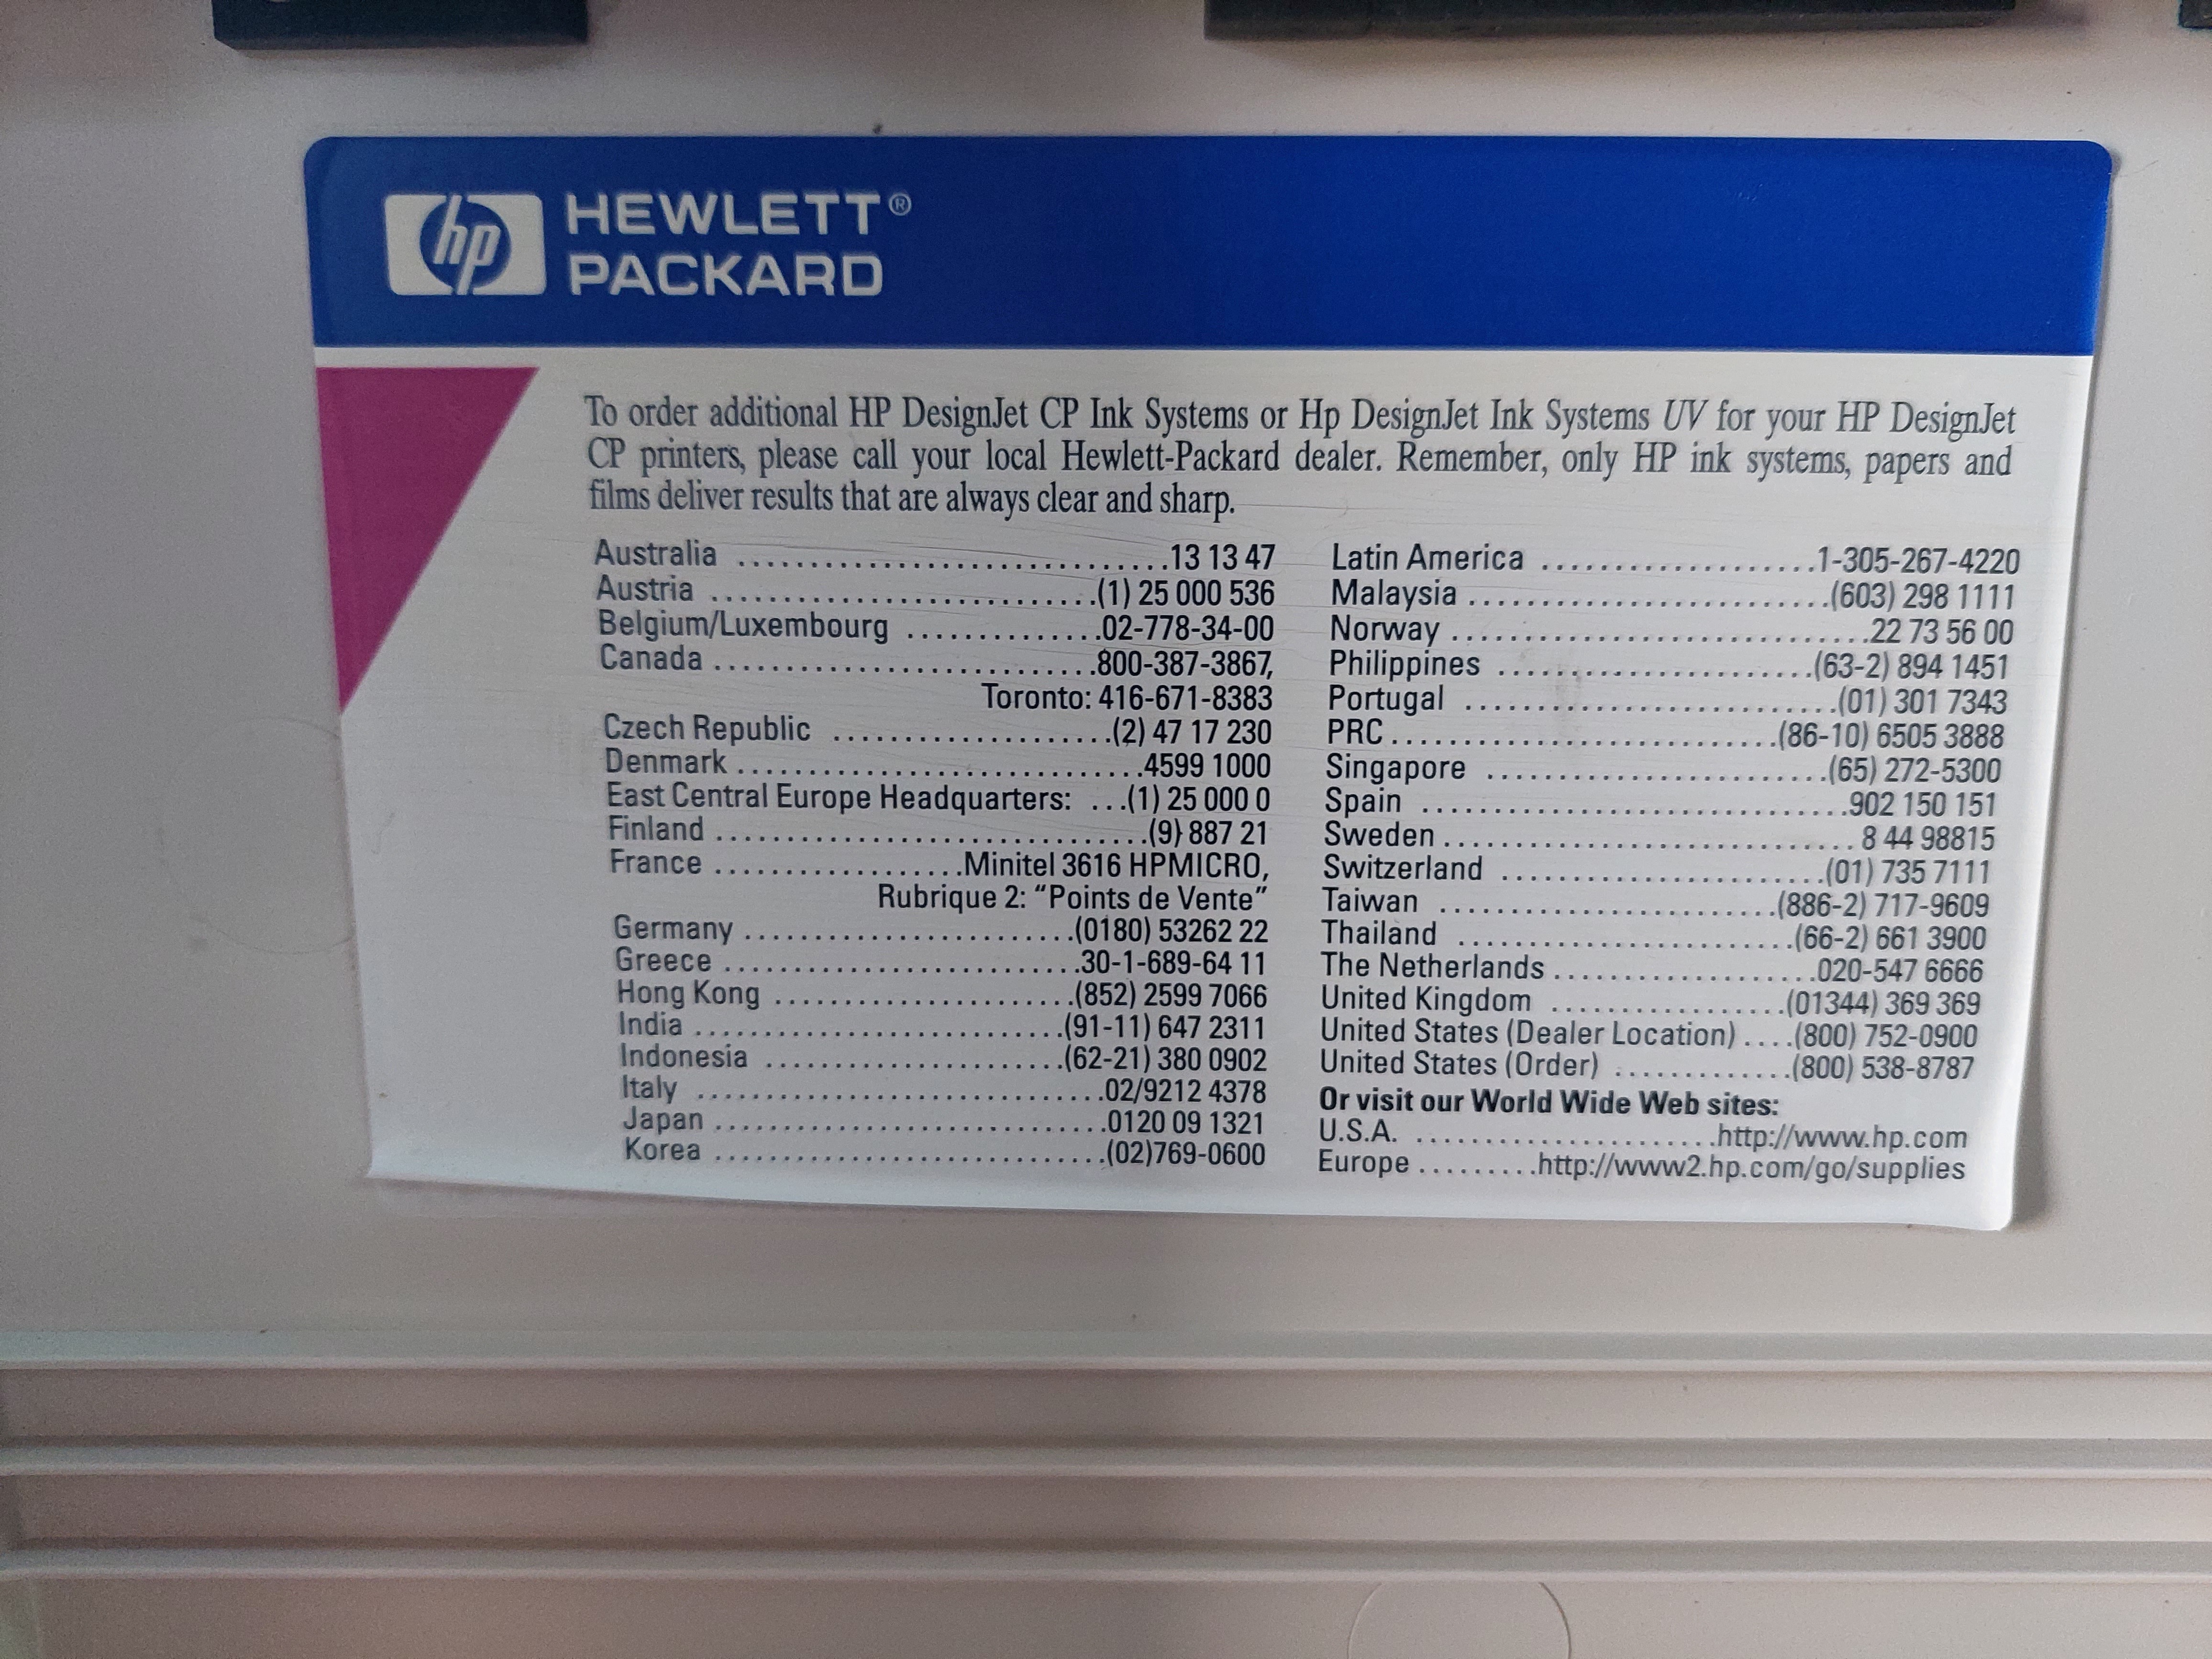 hp HEWLETT®
PACKARD
To order additional HP DesignJet CP Ink Systems or Hp DesignJet Ink Systems UV for your HP DesignJet
CP printers, please call your local Hewlett-Packard dealer. Remember, only HP ink systems, papers and
films deliver results that are always clear and sharp.
Australia ..............................13 13 47
Austria ...........................(1) 25 000 536
Belgium/Luxembourg ..............02-778-34-00
Canada ...........................800-387-3867,
Toronto: 416-671-8383
Czech Republic ....................(2) 47 17 230
Denmark .............................4599 1000
East Central Europe Headquarters: ...(1) 25 000 0
Finland ..............................(9) 887 21
France ..................Minitel 3616 HPMICRO,
Rubrique 2: “Points de Vente”
Germany .......................(0180) 53262 22
Greece .........................30-1-689-64 11
Hong Kong .....................(852) 2599 7066
India ..........................(91-11) 647 2311
Indonesia .....................(62-21) 380 0902
Italy .............................02/9212 4378
Japan ............................0120 09 1321
Korea ............................(02)769-0600
Latin America ...................1-305-267-4220
Malaysia .........................(603) 298 1111
Norway .............................22 73 56 00
Philippines ......................(63-2) 894 1451
Portugal ..........................(01) 301 7343
PRC ...........................(86-10) 6505 3888
Singapore ........................(65) 272-5300
Spain ..............................902 150 151
Sweden ............................. 8 44 98815
Switzerland .......................(01) 735 7111
Taiwan ........................(886-2) 717-9609
Thailand ........................(66-2) 661 3900
The Netherlands ...................020-547 6666
United Kingdom .................(01344) 369 369
United States (Dealer Location) ....(800) 752-0900
United States (Order) .............(800) 538-8787
Or visit our World Wide Web sites:
U.S.A. ......................http://www.hp.com
Europe .........http://www2.hp.com/go/supplies